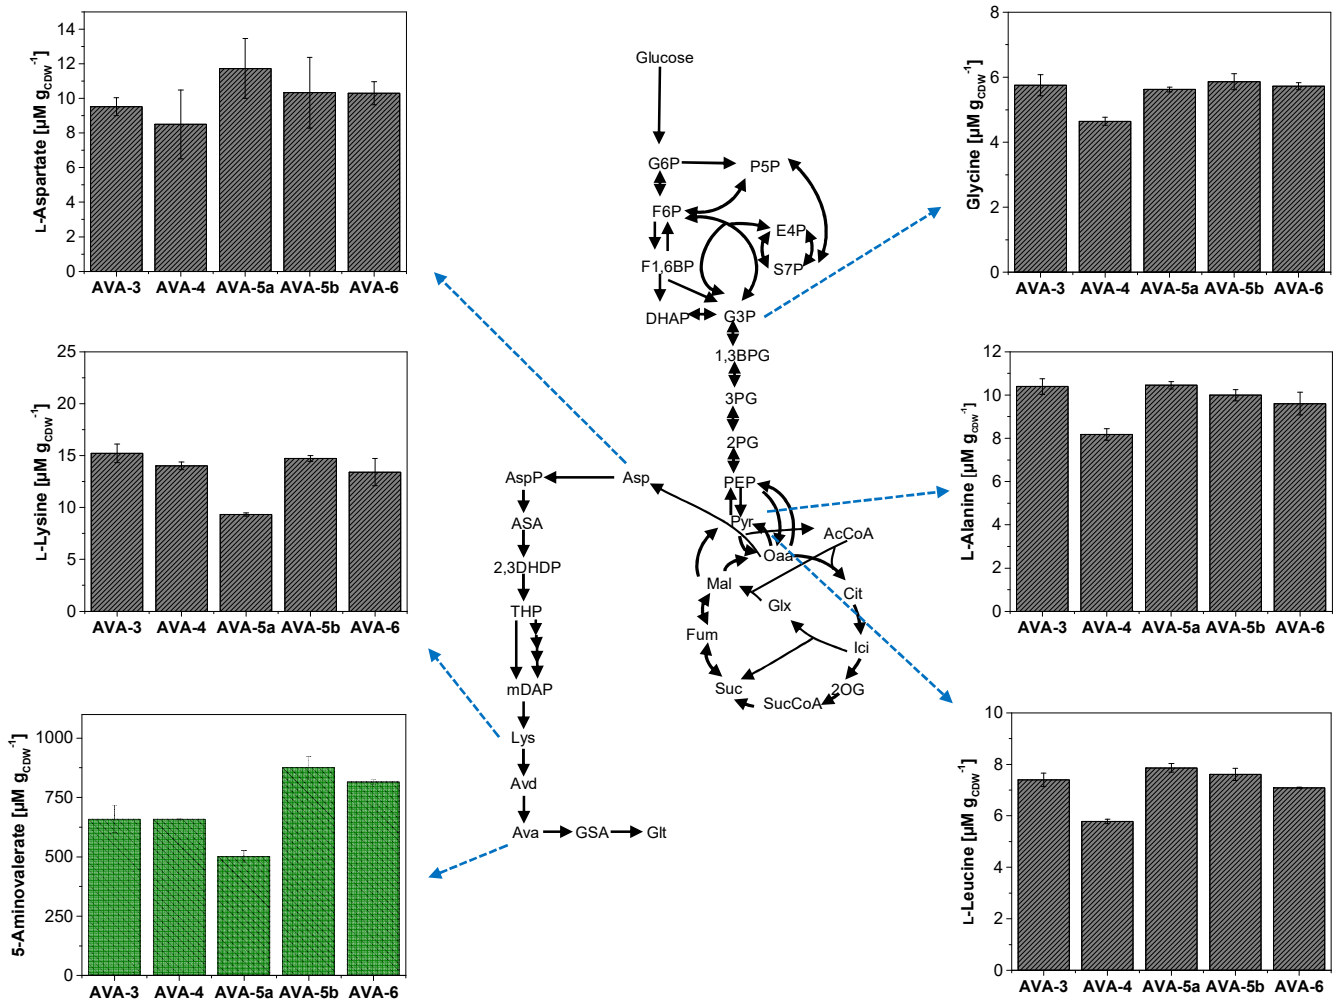 14
12
10
8
6
4
2
0
L-Aspartate [µM gCDW-1]
AVA-3 AVA-4 AVA-5a AVA-5b AVA-6
25
20
15
10
5
0
L-Lysine [µM gCDW-1]
AVA-3 AVA-4 AVA-5a AVA-5b AVA-6
1000
750
500
250
0
5-Aminovalerate [µM gCDW-1]
AVA-3 AVA-4 AVA-5a AVA-5b AVA-6
Glucose
G6P P5P
F6P
E4P
F1,6BP S7P
DHAP G3P
1,3BPG
3PG
2PG
AspP Asp PEP
ASA Pyr AcCoA
2,3DHDP Oaa
THP Mal Glx Cit
Fum Ici
mDAP Suc SucCoA 2OG
Lys
Avd
Ava GSA Glt
8
6
4
2
0
Glycine [µM gCDW-1]
AVA-3 AVA-4 AVA-5a AVA-5b AVA-6
12
10
8
6
4
2
0
L-Alanine [µM gCDW-1]
AVA-3 AVA-4 AVA-5a AVA-5b AVA-6
10
8
6
4
2
0
L-Leucine [µM gCDW-1]
AVA-3 AVA-4 AVA-5a AVA-5b AVA-6